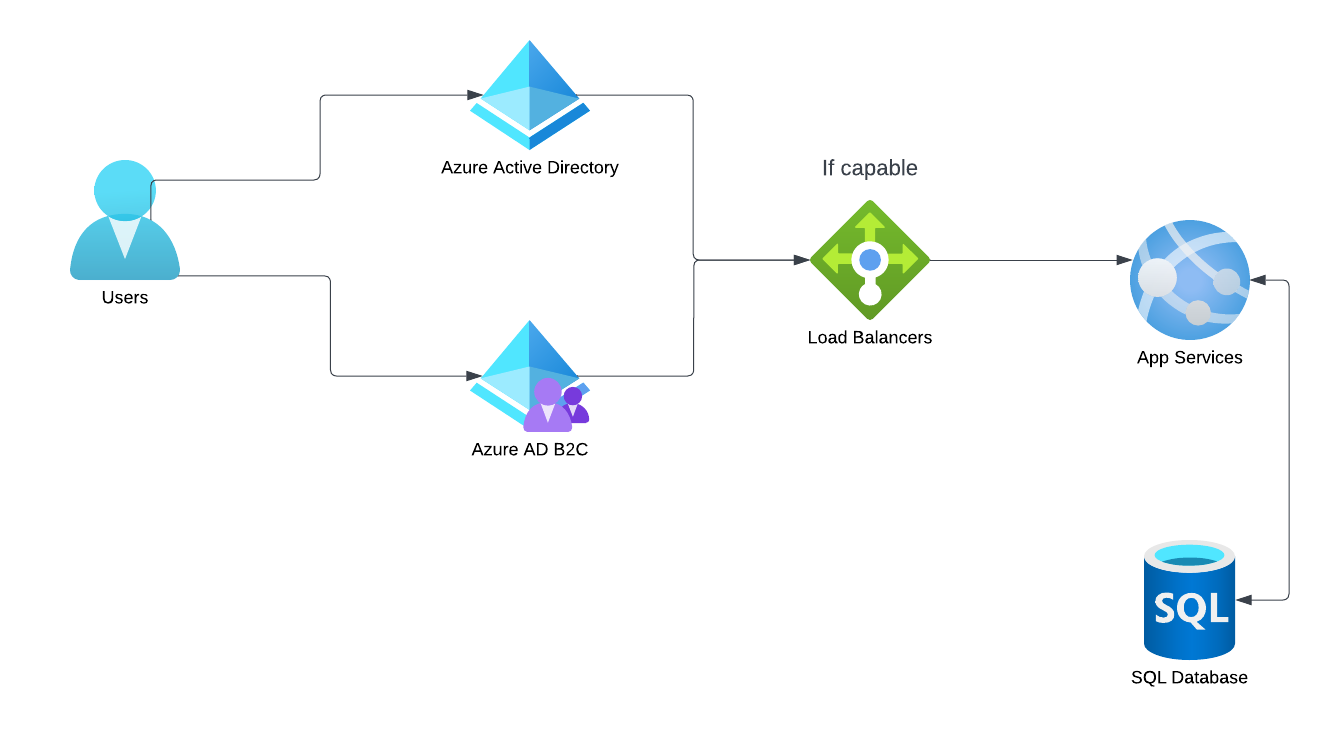 Azure Active Directory
If capable
Users
Load Balancers
App Services
Azure AD B2C
SQL
SQL Database